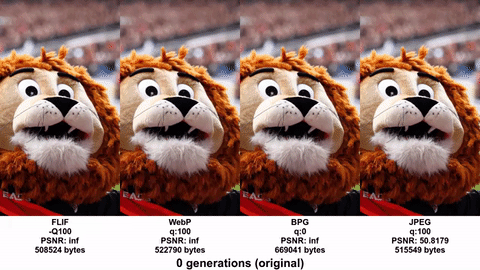 FLIF
-Q100
PSNR: inf
508524 bytes
WebP
q:100
PSNR: inf
522790 bytes
BPG
q:0
PSNR: inf
669041 bytes
JPEG
q:100
PSNR: 50.8179
515549 bytes
0 generations (original)